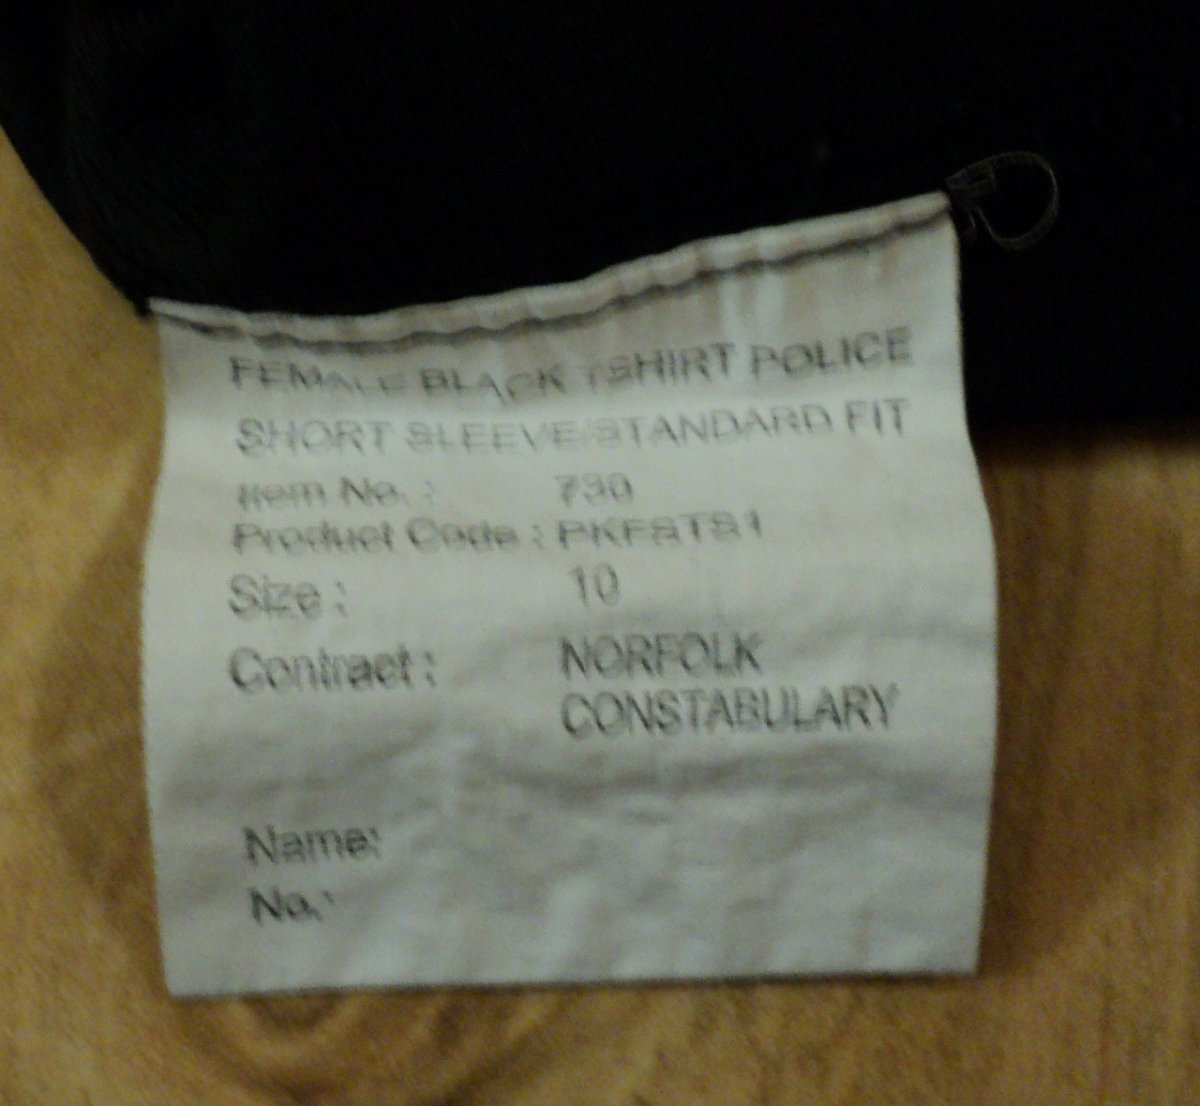 FEMALE BLACK TSHIRT POLICE
SHORT SLEEVE/STANDARD FIT
Item No. : 730
Product Code : PKFSTS1
Size : 10
Contract : NORFOLK
CONSTABULARY
Name:
No.: